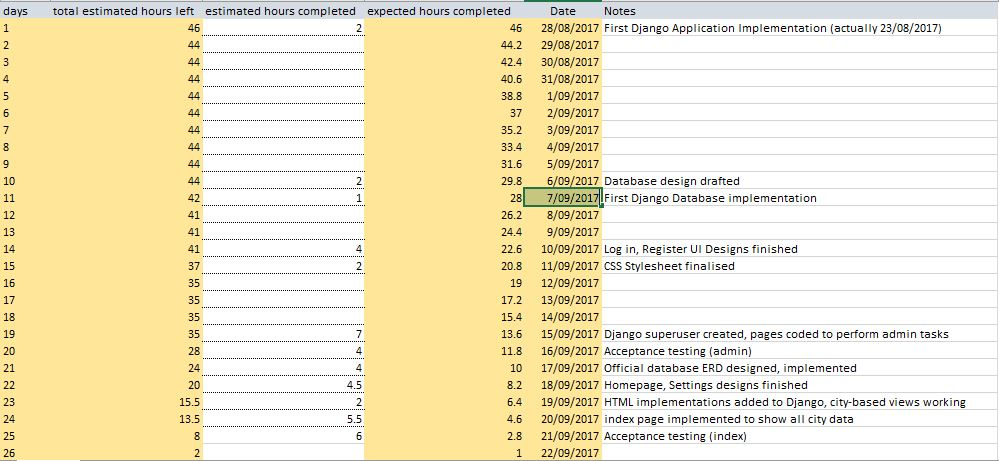 days total estimated hours left estimated hours completed expected hours completed Date Notes
1 46 2 46 28/08/2017 First Django Application Implementation (actually 23/08/2017)
2 44 44.2 29/08/2017
3 44 42.4 30/08/2017
4 44 40.6 31/08/2017
5 44 38.8 1/09/2017
6 44 37 2/09/2017
7 44 35.2 3/09/2017
8 44 33.4 4/09/2017
9 44 31.6 5/09/2017
10 44 2 29.8 6/09/2017 Database design drafted
11 42 1 28 7/09/2017 First Django Database implementation
12 41 26.2 8/09/2017
13 41 24.4 9/09/2017
14 41 4 22.6 10/09/2017 Log in, Register UI Designs finished
15 37 2 20.8 11/09/2017 CSS Stylesheet finalised
16 35 19 12/09/2017
17 35 17.2 13/09/2017
18 35 15.4 14/09/2017
19 35 7 13.6 15/09/2017 Django superuser created, pages coded to perform admin tasks
20 28 4 11.8 16/09/2017 Acceptance testing (admin)
21 24 4 10 17/09/2017 Official database ERD designed, implemented
22 20 4.5 8.2 18/09/2017 Homepage, Settings designs finished
23 15.5 2 6.4 19/09/2017 HTML implementations added to Django, city-based views working
24 13.5 5.5 4.6 20/09/2017 index page implemented to show all city data
25 8 6 2.8 21/09/2017 Acceptance testing (index)
26 2 1 22/09/2017